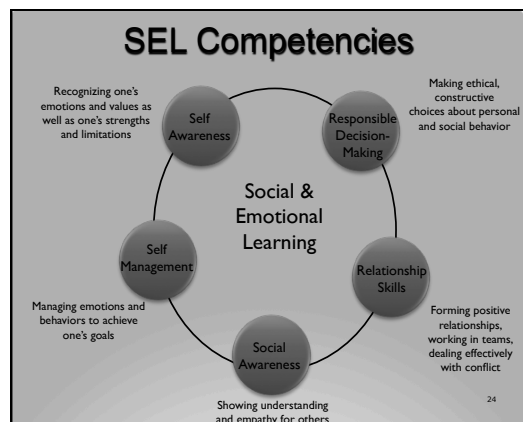 SEL Competencies
Recognizing one's
emotions and values as
well as one's strengths
and limitations
Self
Awareness
Responsible
Decision-
Making
Making ethical,
constructive
choices about personal
and social behavior
Social &
Emotional
Learning
Self
Management
Managing emotions and
behaviors to achieve
one's goals
Relationship
Skills
Forming positive
relationships,
working in teams,
dealing effectively
with conflict
Social
Awareness
Showing understanding
and empathy for others
24